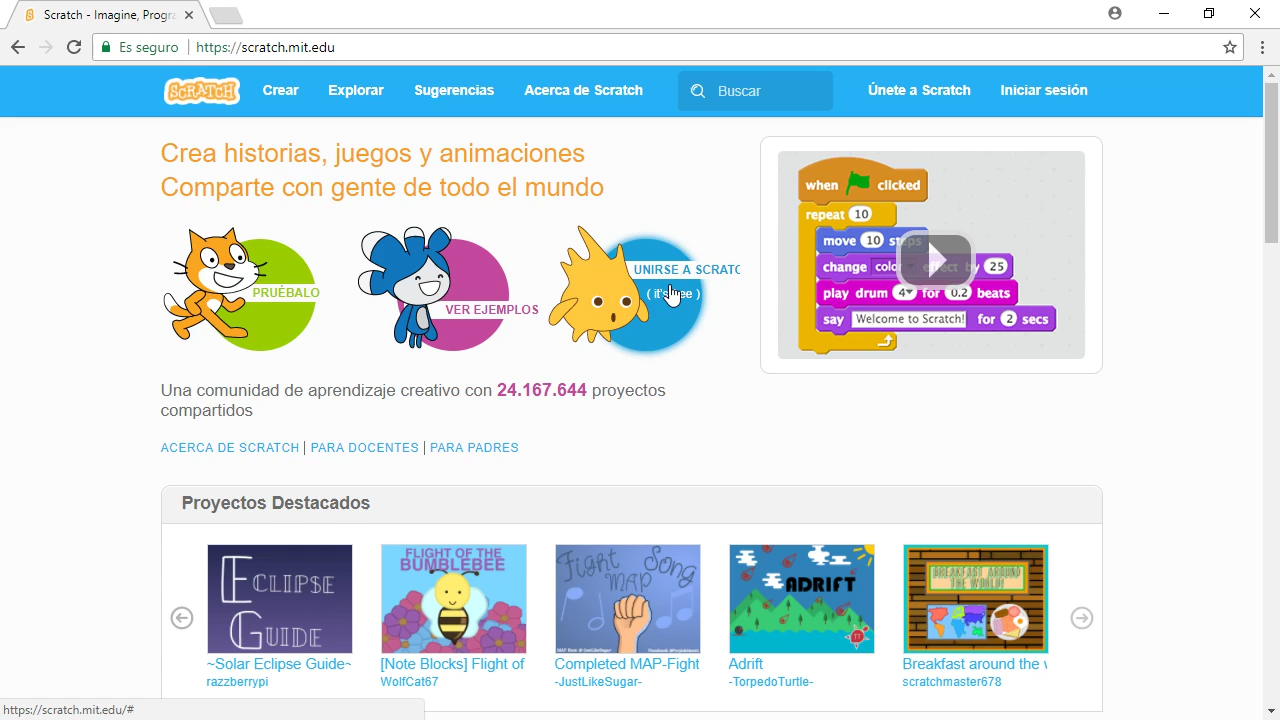 Scratch - Imagine, Progra
Es seguro
https://scratch.mit.edu
SCRATCH
Crear
Explorar
Sugerencias
Acerca de Scratch
Buscar
Únete a Scratch
Iniciar sesión
Crea historias, juegos y animaciones
Comparte con gente de todo el mundo
PRUÉBALO
VER EJEMPLOS
UNIRSE A SCRATC
when clicked
repeat 10
move 10 steps
change by 25
play drum 4 for 0.2 beats
say Welcome to Scratch! for 2 secs
Una comunidad de aprendizaje creativo con 24.167.644 proyectos
compartidos
ACERCA DE SCRATCH | PARA DOCENTES | PARA PADRES
Proyectos Destacados
ECLIPSE
GUIDE
FLIGHT OF THE
BUMBLEBEE
Fight Song
MAP
ADRIFT
BREAKFAST AROUND
THE WORLD!
~Solar Eclipse Guide~
[Note Blocks] Flight of
Completed MAP-Fight
Adrift
Breakfast around the
razzberrypi
WolfCat67
-JustLikeSugar-
-TorpedoTurtle-
scratchmaster678
https://scratch.mit.edu/#